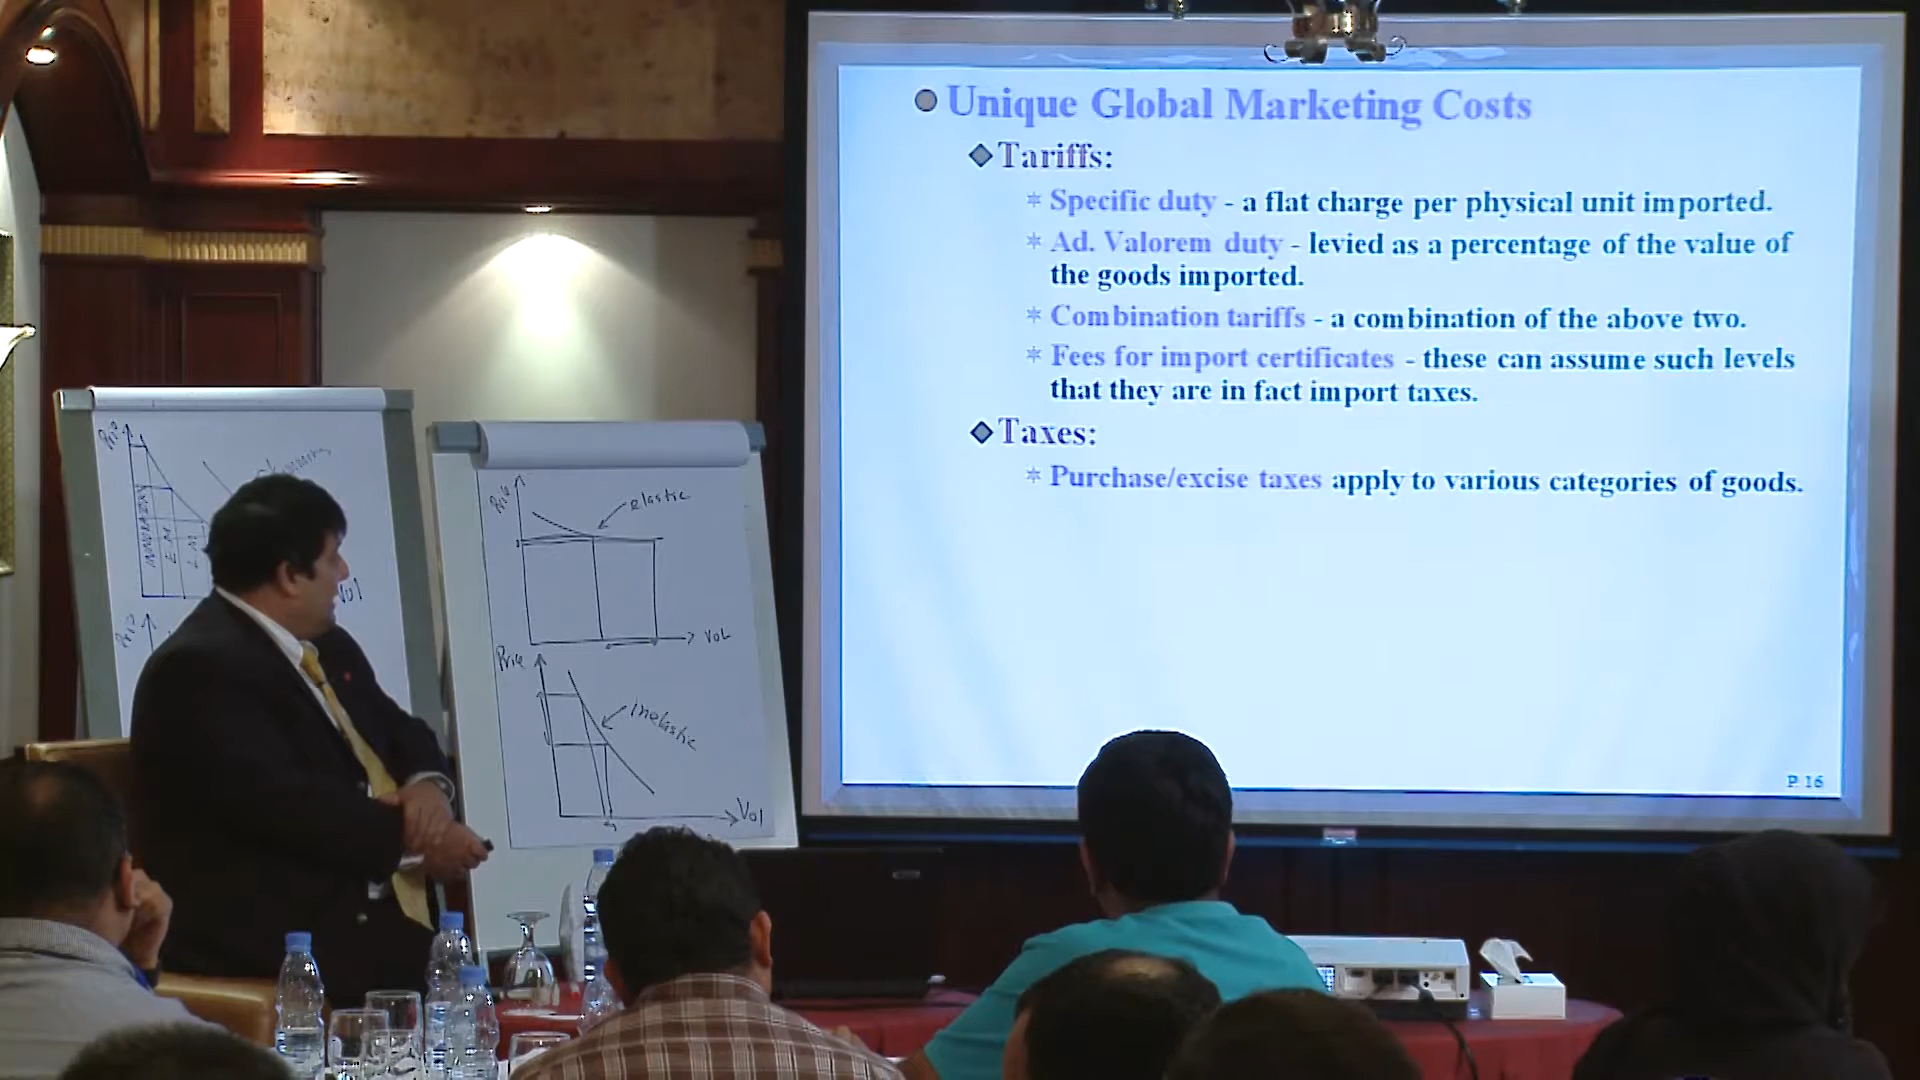 Unique Global Marketing Costs
Tariffs:
* Specific duty - a flat charge per physical unit imported.
* Ad. Valorem duty - levied as a percentage of the value of
the goods imported.
* Combination tariffs - a combination of the above two.
* Fees for import certificates - these can assume such levels
that they are in fact import taxes.
Taxes:
* Purchase/excise taxes apply to various categories of goods.
P. 16
elastic
VOL
Price
inelastic
Vol
Vol